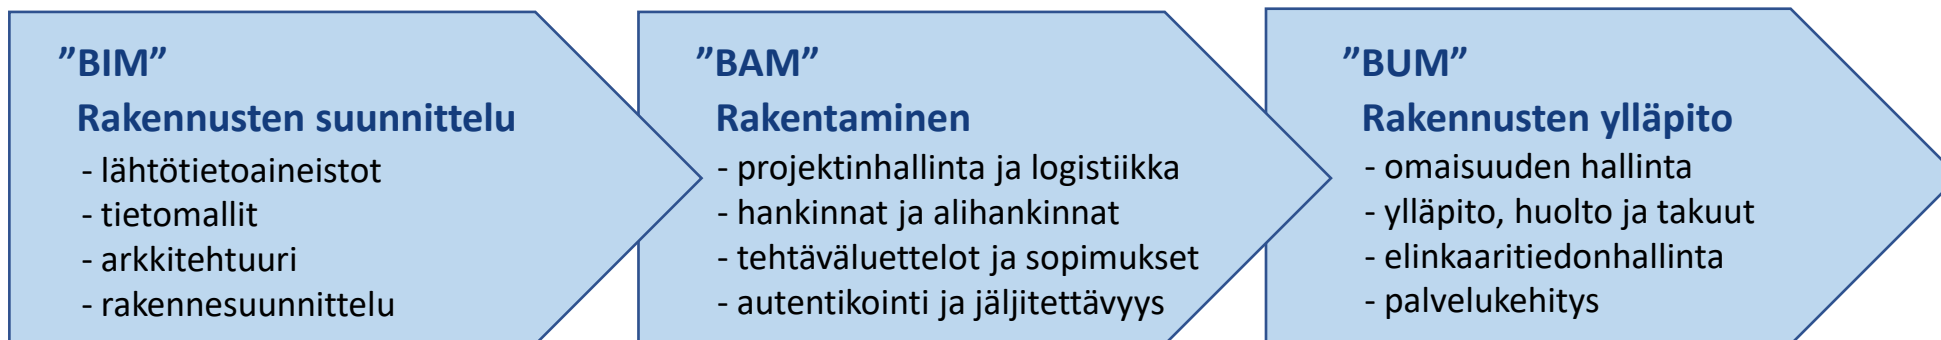 ”BIM”
Rakennusten suunnittelu
- lähtötietoaineistot
- tietomallit
- arkkitehtuuri
- rakennesuunnittelu
”BAM”
Rakentaminen
- projektinhallinta ja logistiikka
- hankinnat ja alihankinnat
- tehtäväluettelot ja sopimukset
- autentikointi ja jäljitettävyys
”BUM”
Rakennusten ylläpito
- omaisuuden hallinta
- ylläpito, huolto ja takuut
- elinkaaritiedonhallinta
- palvelukehitys